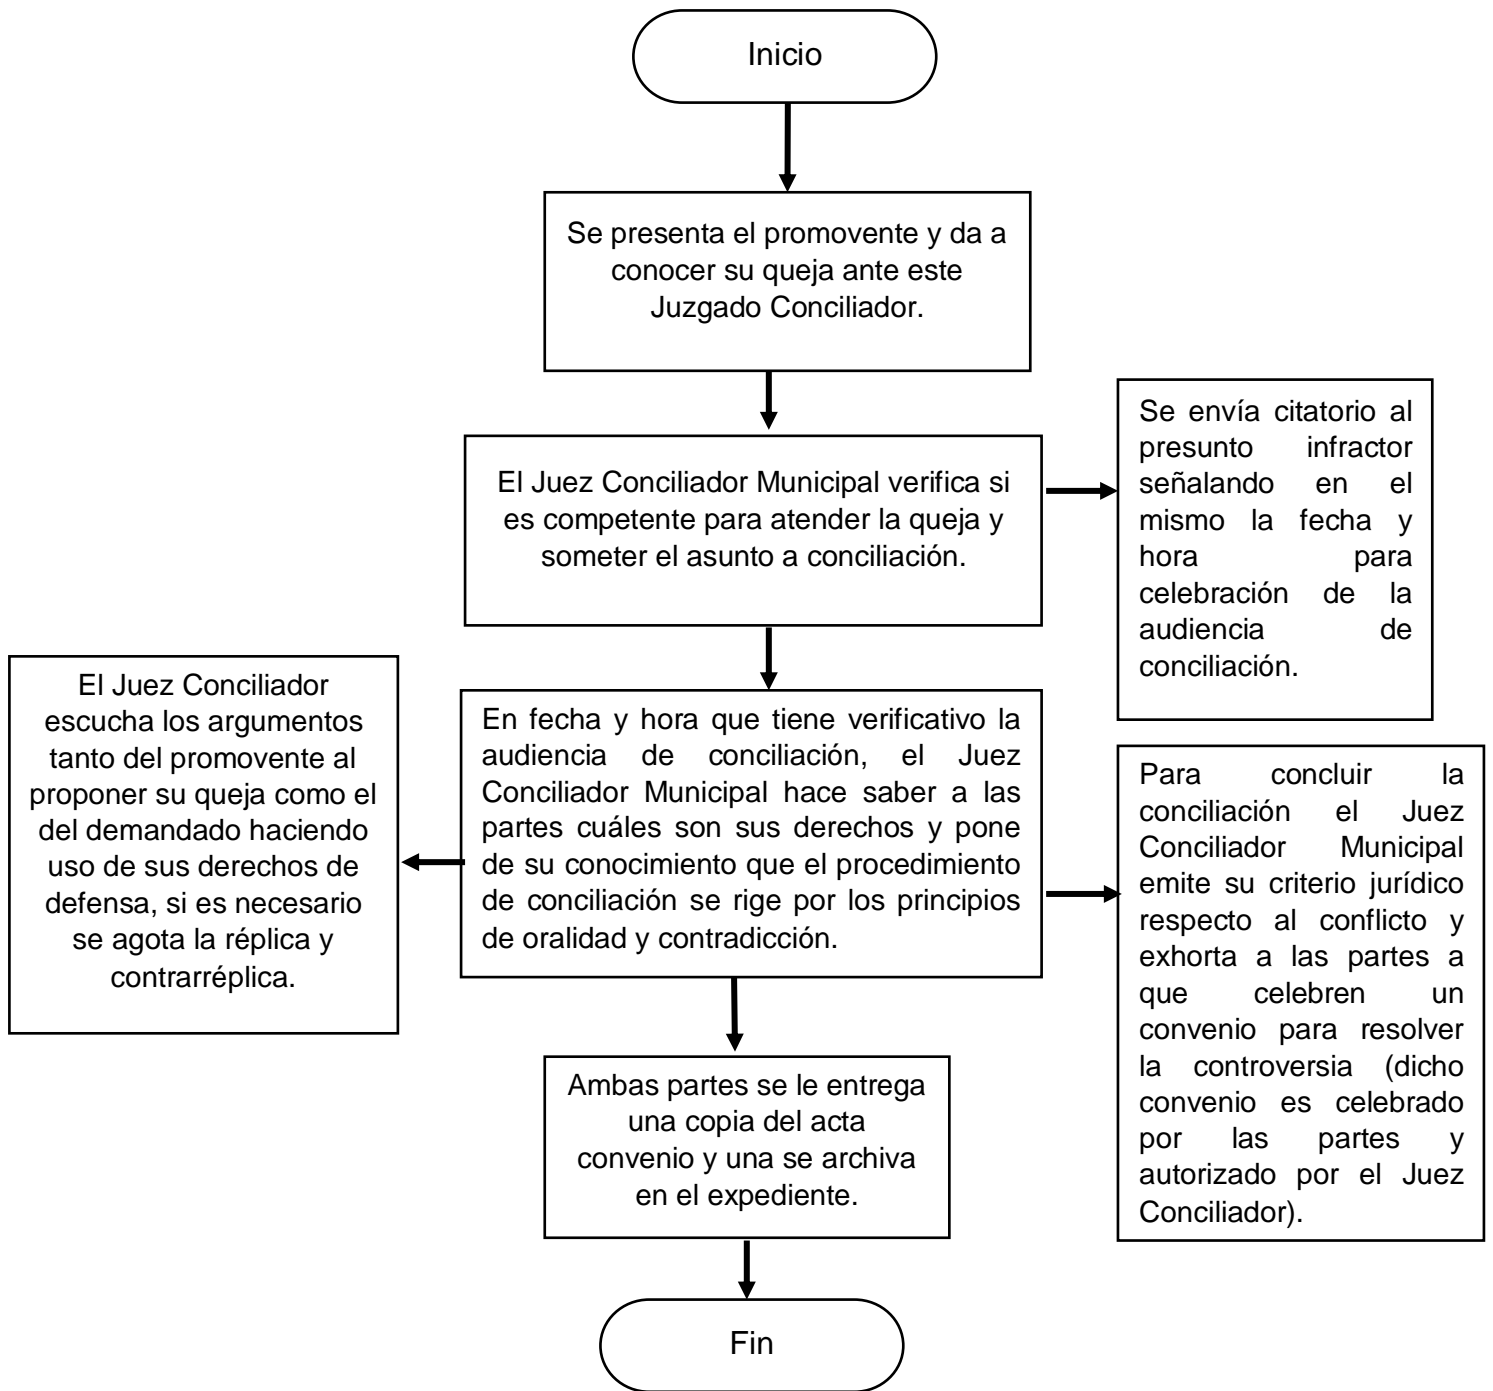 Inicio
Se presenta el promovente y da a
conocer su queja ante este
Juzgado Conciliador.
El Juez Conciliador Municipal verifica si
es competente para atender la queja y
someter el asunto a conciliación.
Se envía citatorio al
presunto infractor
señalando en el
mismo la fecha y
hora para
celebración de la
audiencia de
conciliación.
En fecha y hora que tiene verificativo la
audiencia de conciliación, el Juez
Conciliador Municipal hace saber a las
partes cuáles son sus derechos y pone
de su conocimiento que el procedimiento
de conciliación se rige por los principios
de oralidad y contradicción.
El Juez Conciliador
escucha los argumentos
tanto del promovente al
proponer su queja como el
del demandado haciendo
uso de sus derechos de
defensa, si es necesario
se agota la réplica y
contrarréplica.
Para concluir la
conciliación el Juez
Conciliador Municipal
emite su criterio jurídico
respecto al conflicto y
exhorta a las partes a
que celebren un
convenio para resolver
la controversia (dicho
convenio es celebrado
por las partes y
autorizado por el Juez
Conciliador).
Ambas partes se le entrega
una copia del acta
convenio y una se archiva
en el expediente.
Fin